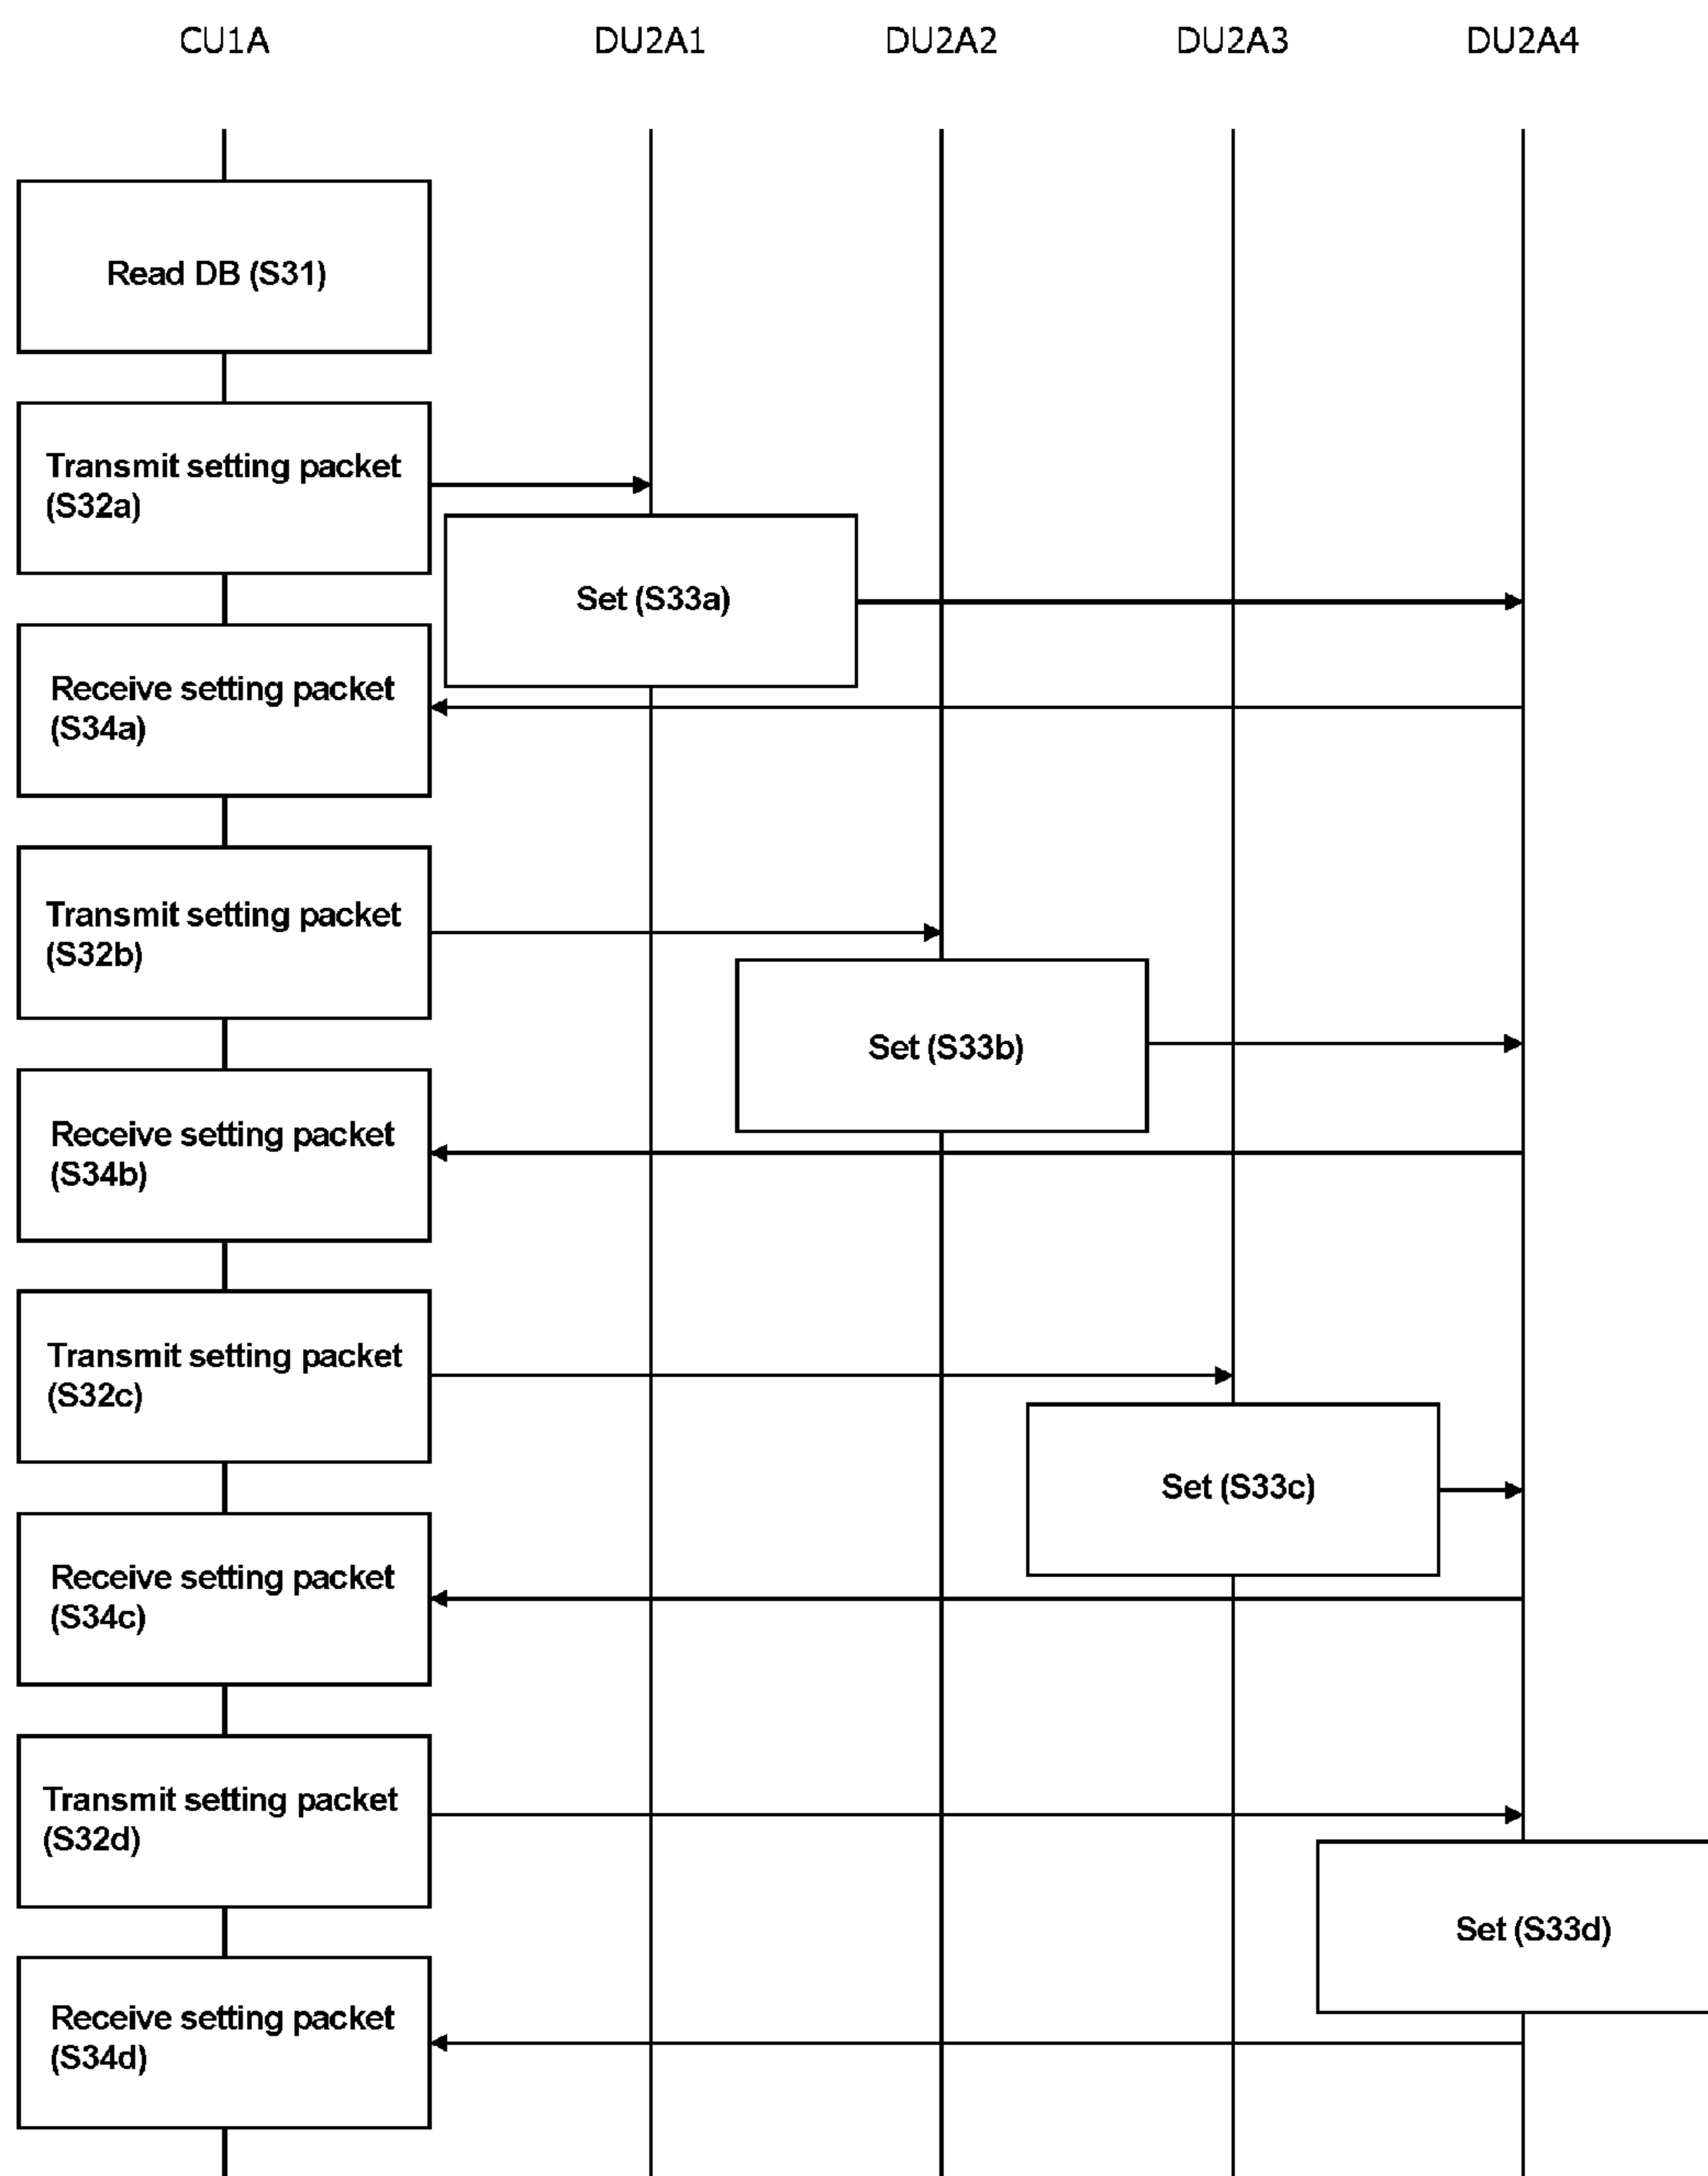 CU1A DU2A1 DU2A2 DU2A3 DU2A4
Read DB (S31)
Transmit setting packet
(S32a)
Set (S33a)
Receive setting packet
(S34a)
Transmit setting packet
(S32b)
Set (S33b)
Receive setting packet
(S34b)
Transmit setting packet
(S32c)
Set (S33c)
Receive setting packet
(S34c)
Transmit setting packet
(S32d)
Set (S33d)
Receive setting packet
(S34d)